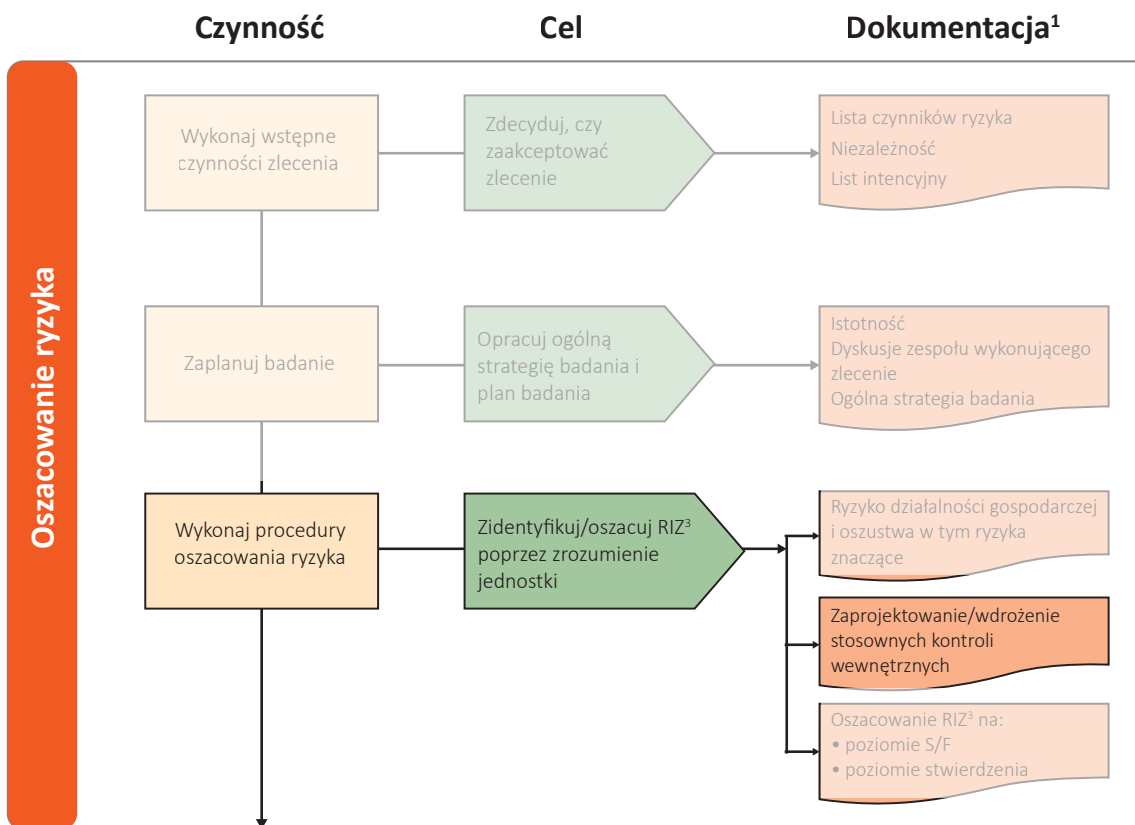 Czynność Cel Dokumentacja¹
Oszacowanie ryzyka
Wykonaj wstępne
czynności zlecenia
Zdecyduj, czy
zaakceptować
zlecenie
Lista czynników ryzyka
Niezależność
List intencyjny
Zaplanuj badanie
Opracuj ogólną
strategię badania i
plan badania
Istotność
Dyskusje zespołu wykonującego
zlecenie
Ogólna strategia badania
Wykonaj procedury
oszacowania ryzyka
Zidentyfikuj/oszacuj RIZ³
poprzez zrozumienie
jednostki
Ryzyko działalności gospodarczej
i oszustwa w tym ryzyka
znaczące
Zaprojektowanie/wdrożenie
stosownych kontroli
wewnętrznych
Oszacowanie RIZ³ na:
• poziomie S/F
• poziomie stwierdzenia